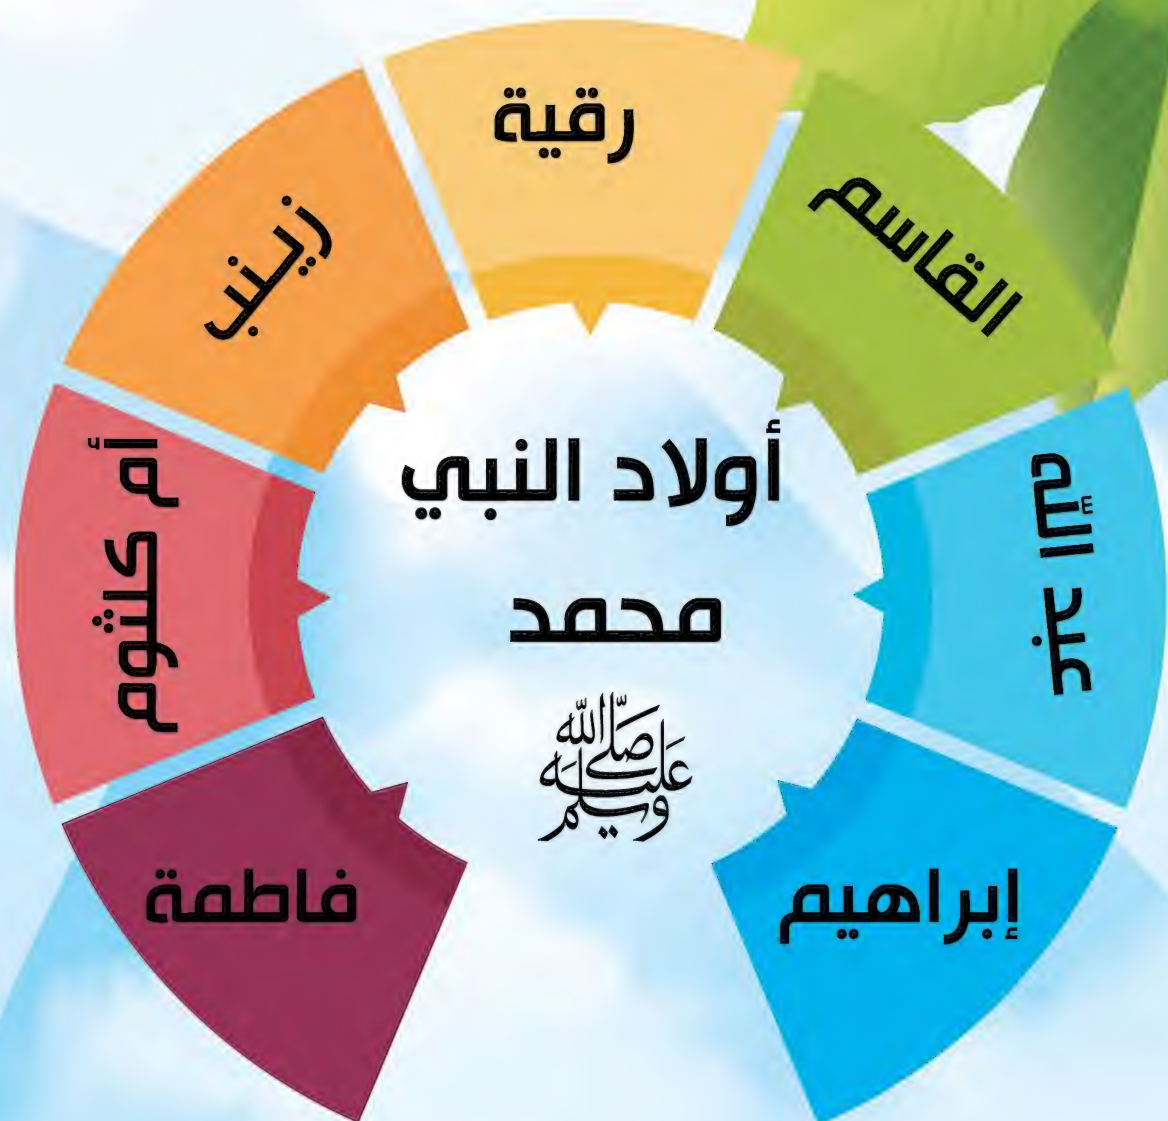 أولاد النبي
محمد
صلى الله عليه وسلم
إبراهيم
عبد الله
القاسم
رقية
زينب
أم كلثوم
فاطمة